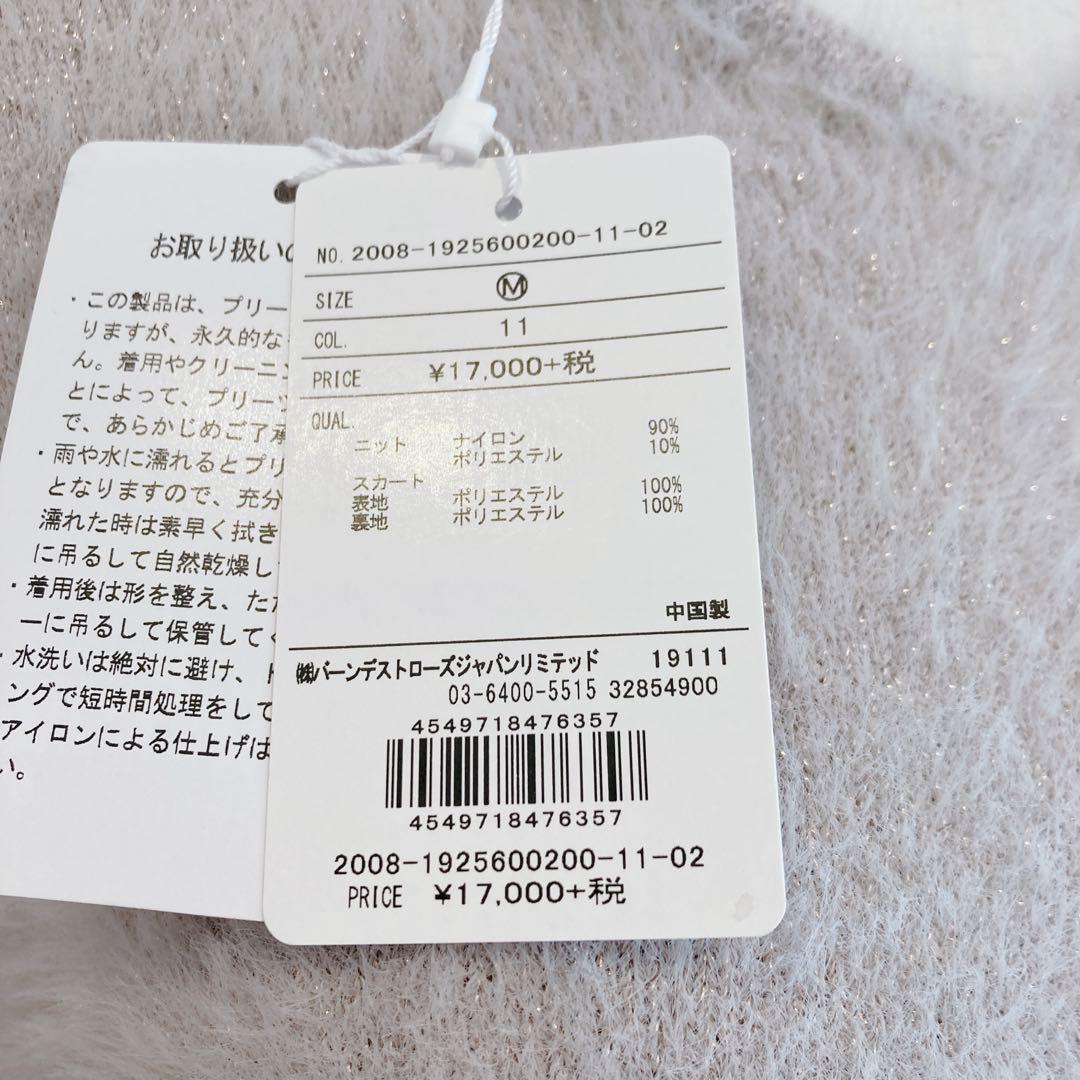 お取り扱いの
・この製品は、プリー
りますが、永久的な
ん。着用やクリーニン
とによって、プリーツ
で、あらかじめご了承
・雨や水に濡れるとプリ
となりますので、充分
濡れた時は素早く拭き
に吊るして自然乾燥し
・着用後は形を整え、たた
ーに吊るして保管してく
・水洗いは絶対に避け、ド
ングで短時間処理をして
アイロンによる仕上げは
い。
NO. 2008-1925600200-11-02
SIZE Ⓜ
COL. 11
PRICE ¥17,000+税
QUAL.
ニット ナイロン 90%
ポリエステル 10%
スカート
表地 ポリエステル 100%
裏地 ポリエステル 100%
中国製
㈱バーンデストローズジャパンリミテッド 19111
03-6400-5515 32854900
4549718476357
4549718476357
2008-1925600200-11-02
PRICE ¥17,000+税